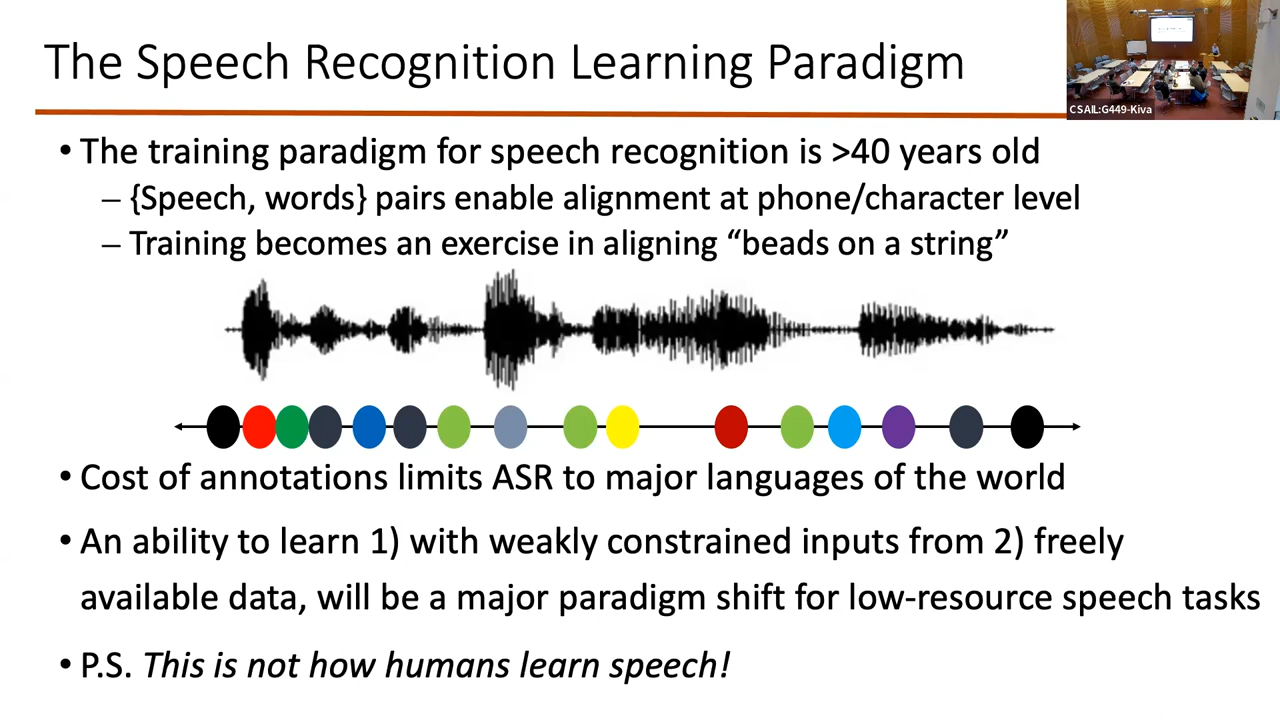 The Speech Recognition Learning Paradigm
CSAIL:G449-Kiva
• The training paradigm for speech recognition is >40 years old
– {Speech, words} pairs enable alignment at phone/character level
– Training becomes an exercise in aligning “beads on a string”
• Cost of annotations limits ASR to major languages of the world
• An ability to learn 1) with weakly constrained inputs from 2) freely
available data, will be a major paradigm shift for low-resource speech tasks
• P.S. This is not how humans learn speech!